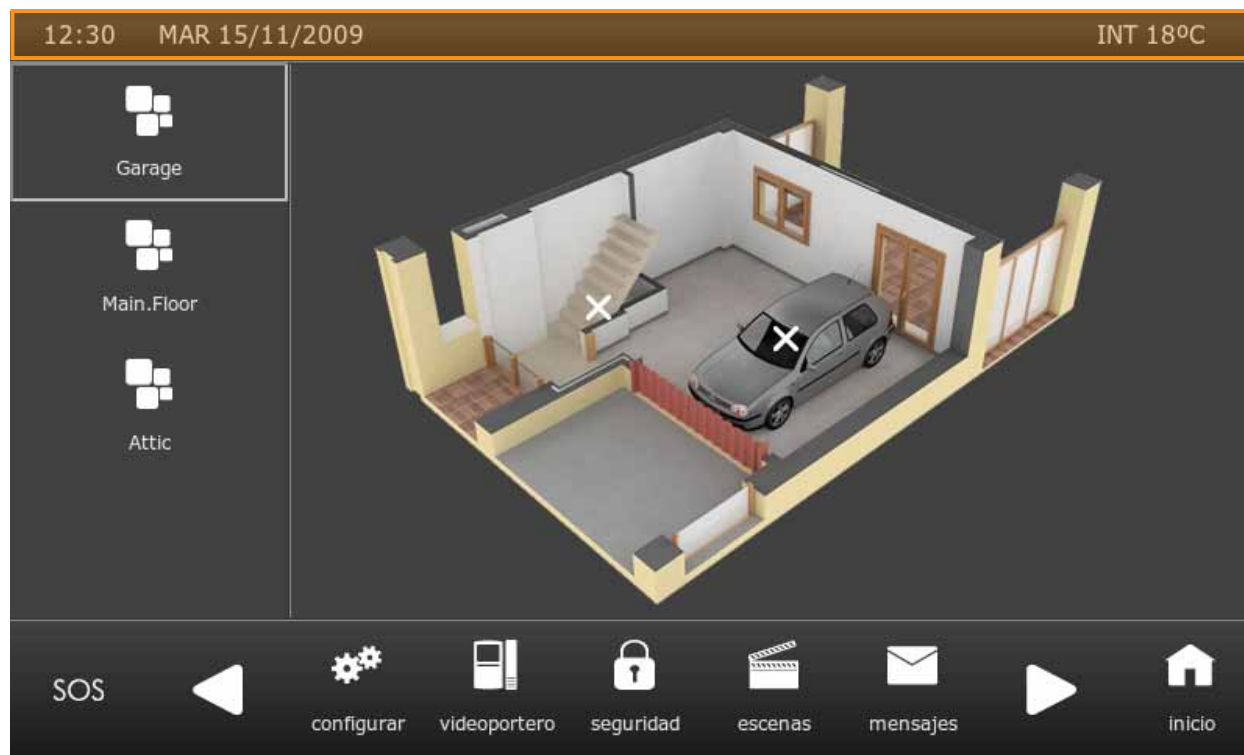 12:30 MAR 15/11/2009 INT 18ºC
Garage
Main.Floor
Attic
SOS
configurar videoportero seguridad escenas mensajes inicio